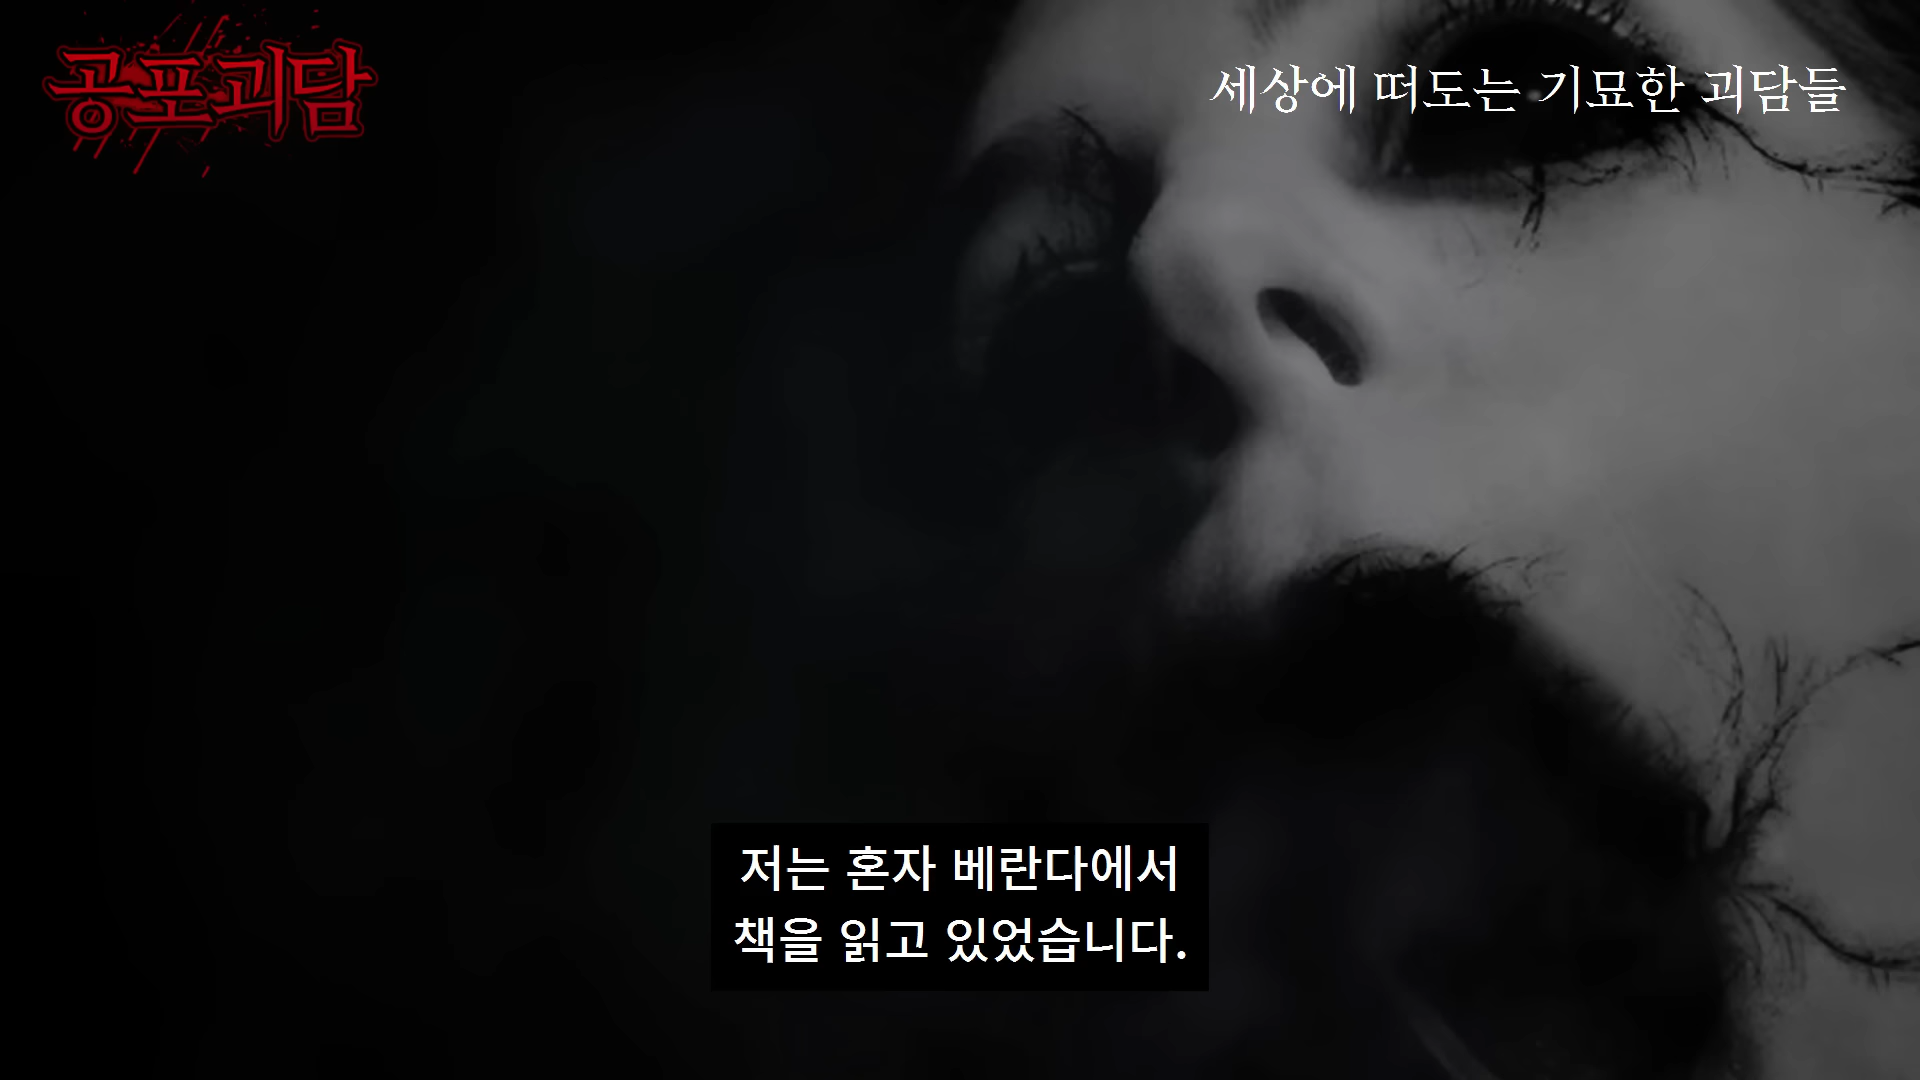 공포괴담
세상에 떠도는 기묘한 괴담들
저는 혼자 베란다에서
책을 읽고 있었습니다.